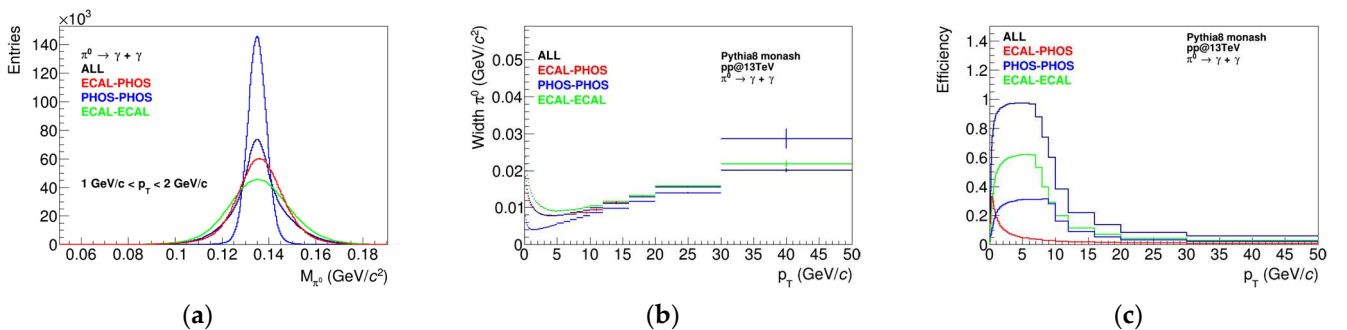 ×10³
Entries
140
120
100
80
60
40
20
0
π⁰ → γ + γ
ALL
ECAL-PHOS
PHOS-PHOS
ECAL-ECAL
1 GeV/c < p_T < 2 GeV/c
0.06 0.08 0.1 0.12 0.14 0.16 0.18
M_π⁰ (GeV/c²)
(a)
Width π⁰ (GeV/c²)
0.05
0.04
0.03
0.02
0.01
0
ALL
ECAL-PHOS
PHOS-PHOS
ECAL-ECAL
Pythia8 monash
pp@13TeV
π⁰ → γ + γ
0 5 10 15 20 25 30 35 40 45 50
p_T (GeV/c)
(b)
Efficiency
1.4
1.2
1
0.8
0.6
0.4
0.2
0
ALL
ECAL-PHOS
PHOS-PHOS
ECAL-ECAL
Pythia8 monash
pp@13TeV
π⁰ → γ + γ
0 5 10 15 20 25 30 35 40 45 50
p_T (GeV/c)
(c)